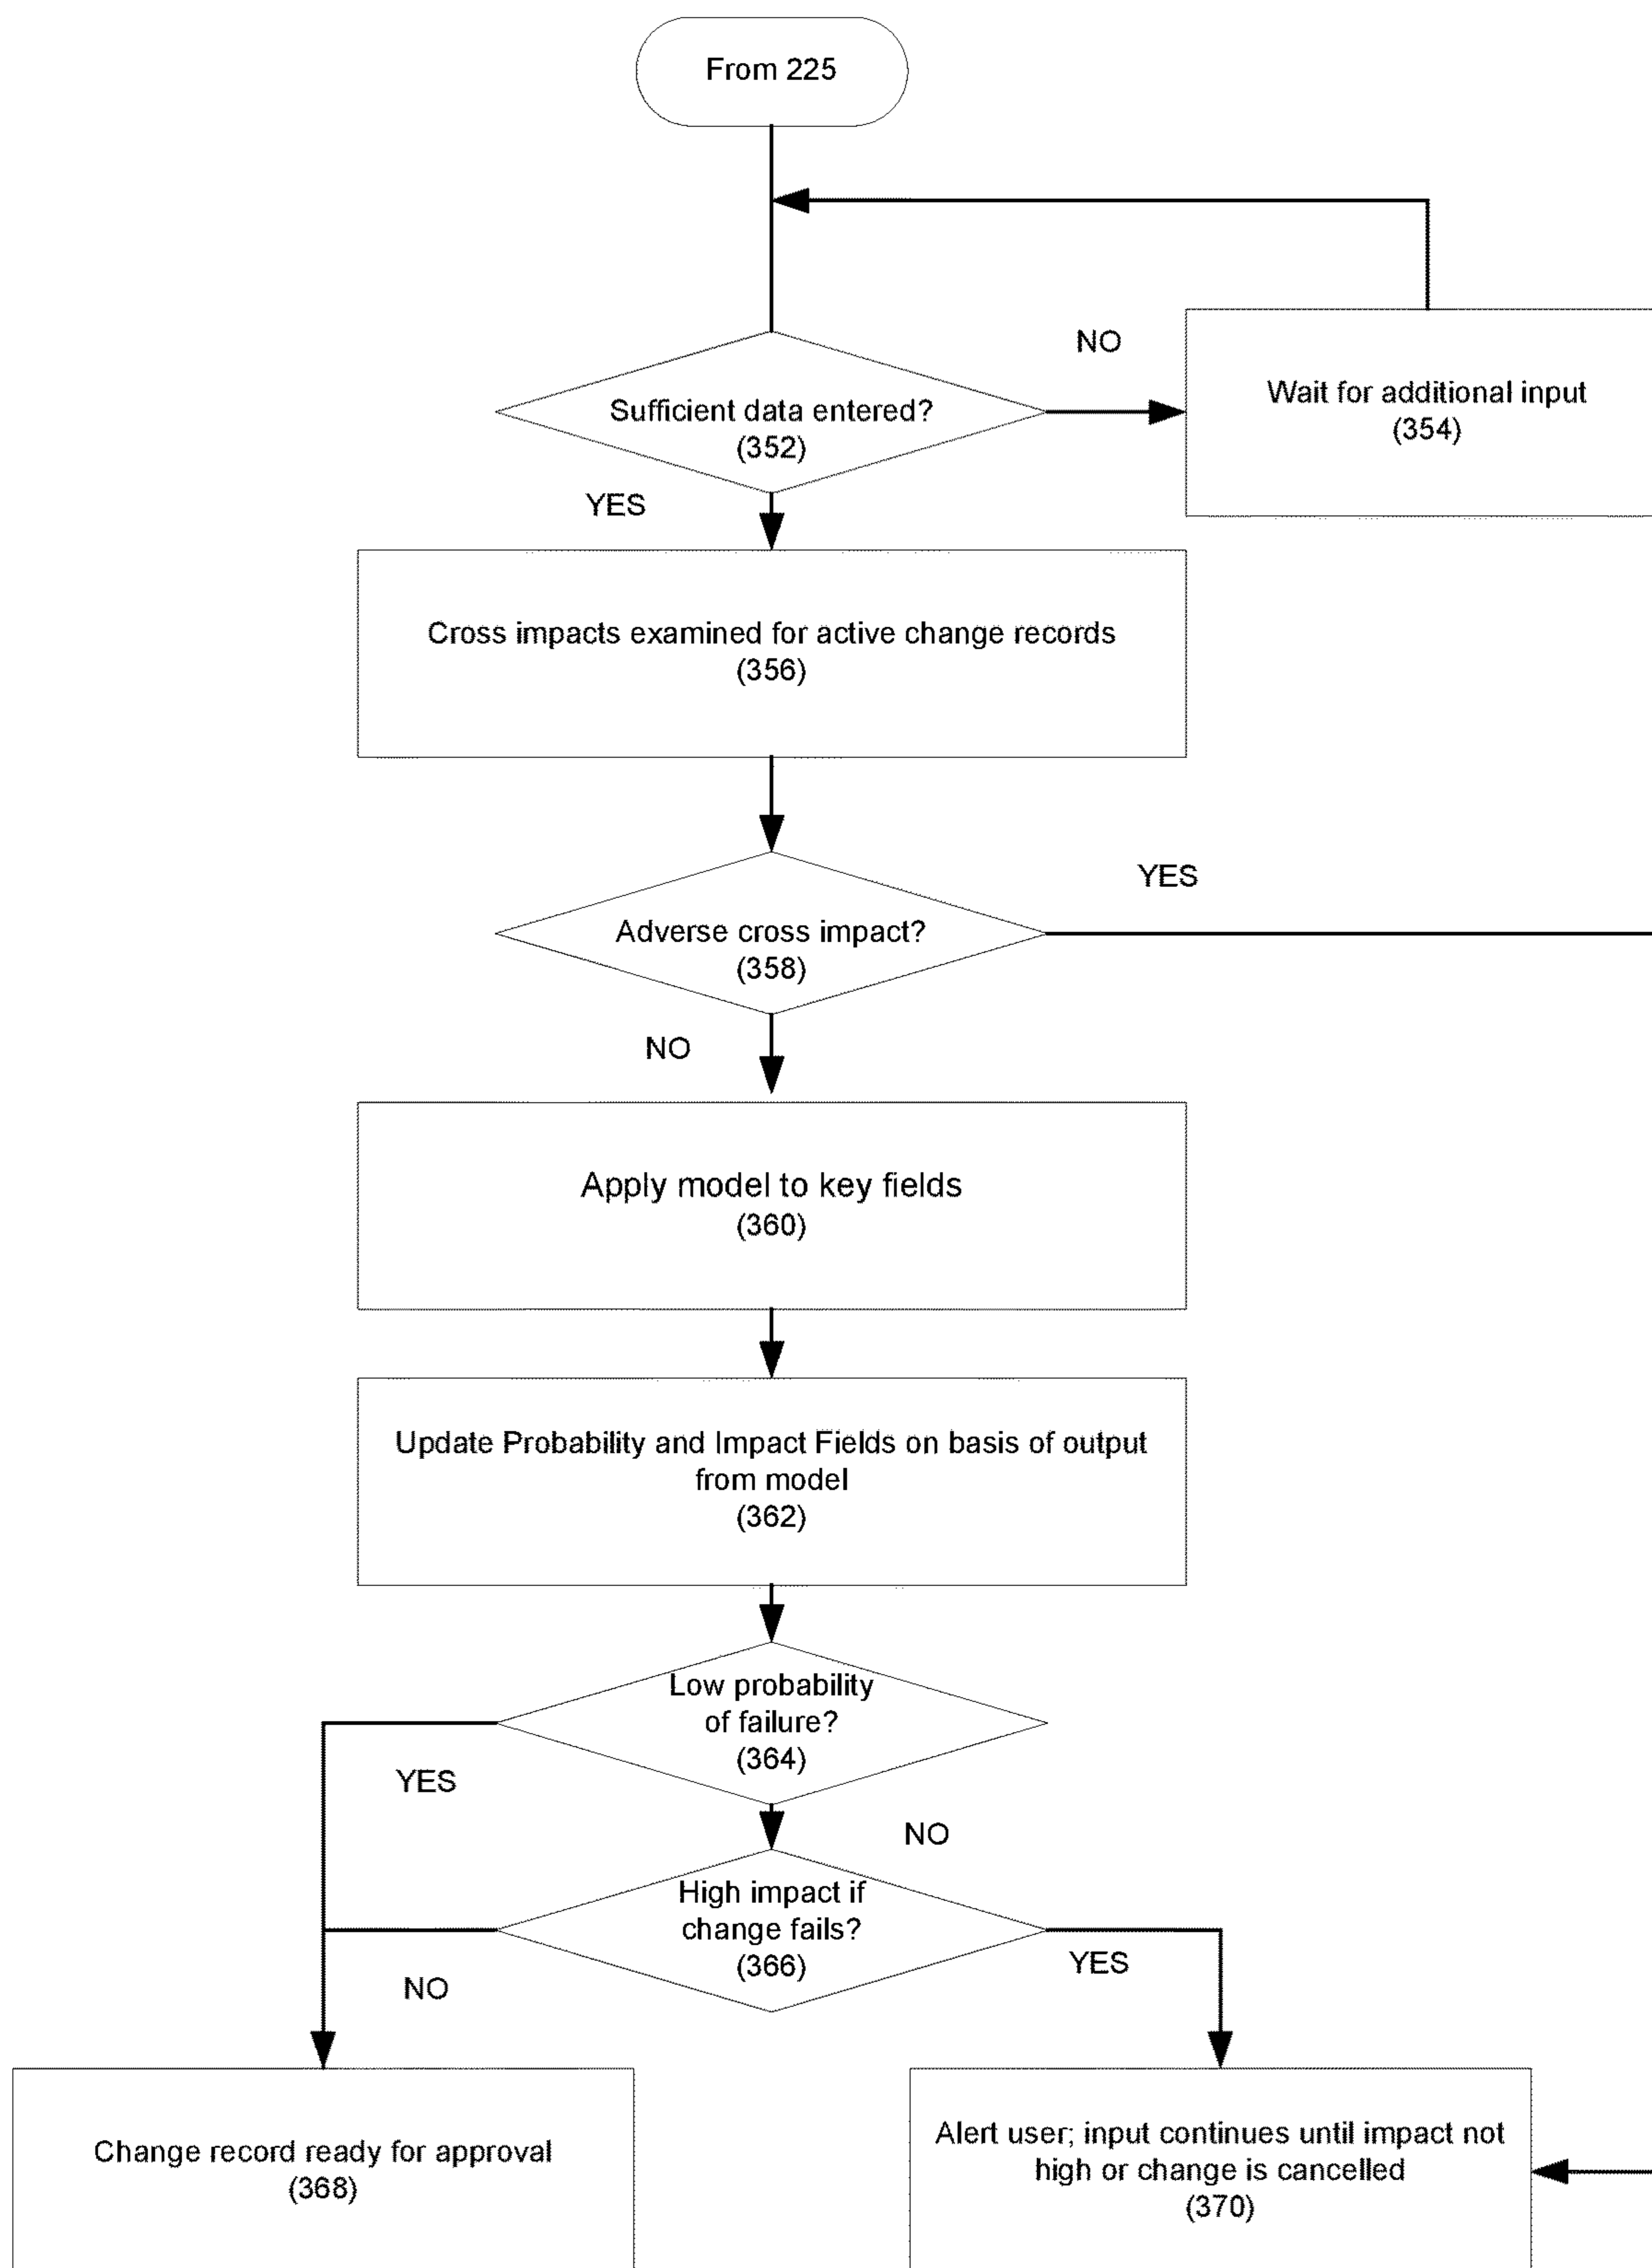 From 225
NO
Sufficient data entered?
(352)
Wait for additional input
(354)
YES
Cross impacts examined for active change records
(356)
YES
Adverse cross impact?
(358)
NO
Apply model to key fields
(360)
Update Probability and Impact Fields on basis of output
from model
(362)
Low probability
of failure?
(364)
YES
NO
High impact if
change fails?
(366)
YES
NO
Change record ready for approval
(368)
Alert user; input continues until impact not
high or change is cancelled
(370)